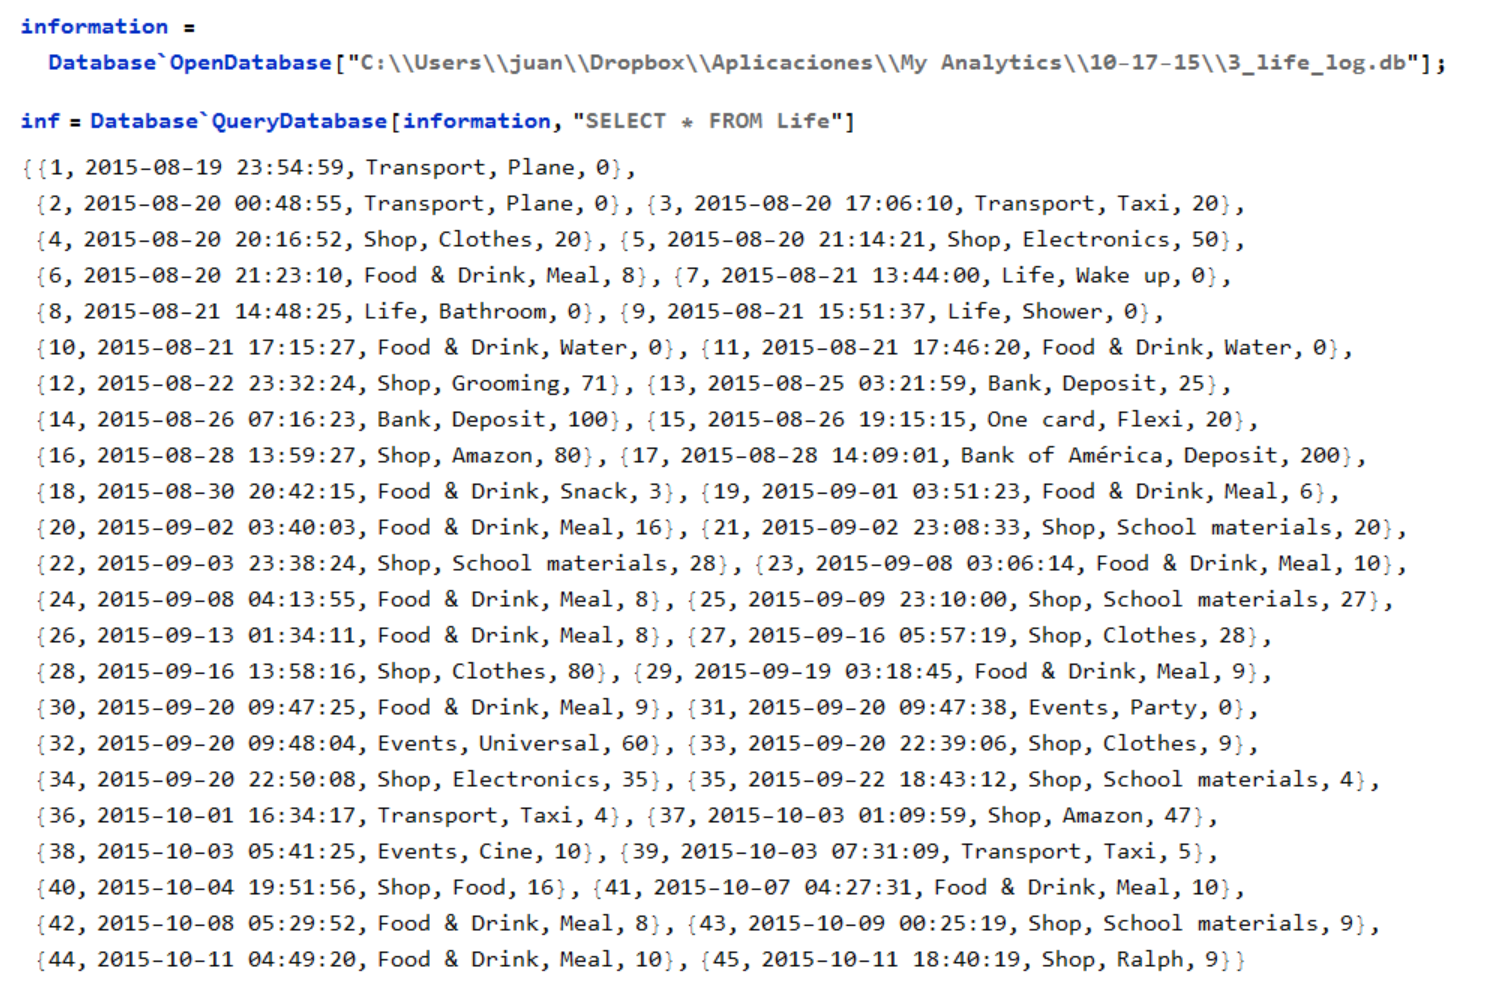 information =
Database`OpenDatabase["C:\\Users\\juan\\Dropbox\\Aplicaciones\\My Analytics\\10-17-15\\3_life_log.db"];
inf = Database`QueryDatabase[information, "SELECT * FROM Life"]
{{1, 2015-08-19 23:54:59, Transport, Plane, 0},
{2, 2015-08-20 00:48:55, Transport, Plane, 0}, {3, 2015-08-20 17:06:10, Transport, Taxi, 20},
{4, 2015-08-20 20:16:52, Shop, Clothes, 20}, {5, 2015-08-20 21:14:21, Shop, Electronics, 50},
{6, 2015-08-20 21:23:10, Food & Drink, Meal, 8}, {7, 2015-08-21 13:44:00, Life, Wake up, 0},
{8, 2015-08-21 14:48:25, Life, Bathroom, 0}, {9, 2015-08-21 15:51:37, Life, Shower, 0},
{10, 2015-08-21 17:15:27, Food & Drink, Water, 0}, {11, 2015-08-21 17:46:20, Food & Drink, Water, 0},
{12, 2015-08-22 23:32:24, Shop, Grooming, 71}, {13, 2015-08-25 03:21:59, Bank, Deposit, 25},
{14, 2015-08-26 07:16:23, Bank, Deposit, 100}, {15, 2015-08-26 19:15:15, One card, Flexi, 20},
{16, 2015-08-28 13:59:27, Shop, Amazon, 80}, {17, 2015-08-28 14:09:01, Bank of América, Deposit, 200},
{18, 2015-08-30 20:42:15, Food & Drink, Snack, 3}, {19, 2015-09-01 03:51:23, Food & Drink, Meal, 6},
{20, 2015-09-02 03:40:03, Food & Drink, Meal, 16}, {21, 2015-09-02 23:08:33, Shop, School materials, 20},
{22, 2015-09-03 23:38:24, Shop, School materials, 28}, {23, 2015-09-08 03:06:14, Food & Drink, Meal, 10},
{24, 2015-09-08 04:13:55, Food & Drink, Meal, 8}, {25, 2015-09-09 23:10:00, Shop, School materials, 27},
{26, 2015-09-13 01:34:11, Food & Drink, Meal, 8}, {27, 2015-09-16 05:57:19, Shop, Clothes, 28},
{28, 2015-09-16 13:58:16, Shop, Clothes, 80}, {29, 2015-09-19 03:18:45, Food & Drink, Meal, 9},
{30, 2015-09-20 09:47:25, Food & Drink, Meal, 9}, {31, 2015-09-20 09:47:38, Events, Party, 0},
{32, 2015-09-20 09:48:04, Events, Universal, 60}, {33, 2015-09-20 22:39:06, Shop, Clothes, 9},
{34, 2015-09-20 22:50:08, Shop, Electronics, 35}, {35, 2015-09-22 18:43:12, Shop, School materials, 4},
{36, 2015-10-01 16:34:17, Transport, Taxi, 4}, {37, 2015-10-03 01:09:59, Shop, Amazon, 47},
{38, 2015-10-03 05:41:25, Events, Cine, 10}, {39, 2015-10-03 07:31:09, Transport, Taxi, 5},
{40, 2015-10-04 19:51:56, Shop, Food, 16}, {41, 2015-10-07 04:27:31, Food & Drink, Meal, 10},
{42, 2015-10-08 05:29:52, Food & Drink, Meal, 8}, {43, 2015-10-09 00:25:19, Shop, School materials, 9},
{44, 2015-10-11 04:49:20, Food & Drink, Meal, 10}, {45, 2015-10-11 18:40:19, Shop, Ralph, 9}}